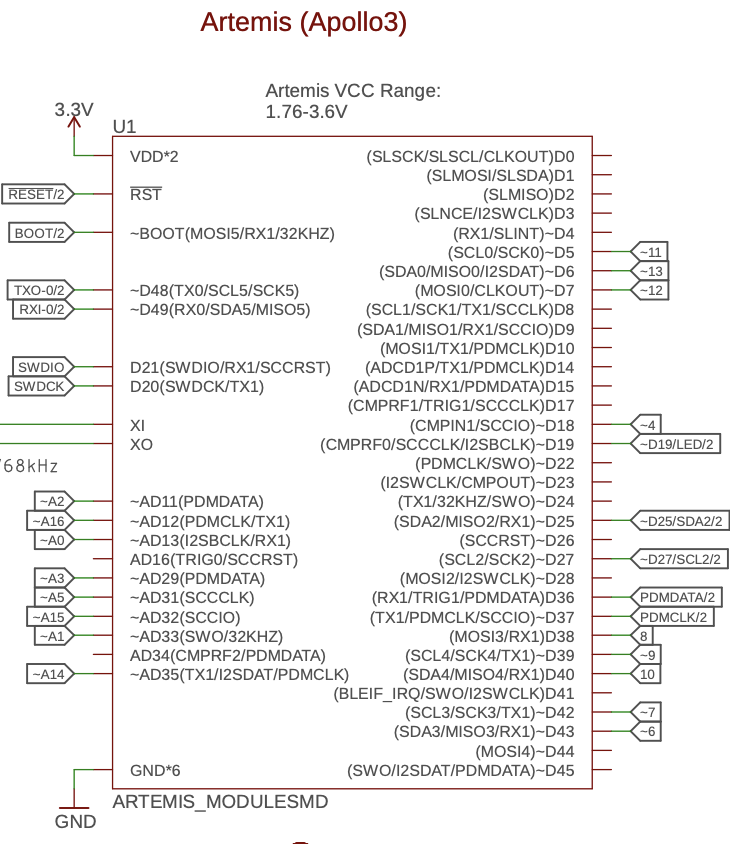 Artemis (Apollo3)
Artemis VCC Range:
1.76-3.6V
3.3V
U1
VDD*2
(SLSCK/SLSCL/CLKOUT)D0
(SLMOSI/SLSDA)D1
RESET/2
RST
(SLMISO)D2
(SLNCE/I2SWCLK)D3
BOOT/2
~BOOT(MOSI5/RX1/32KHZ)
(RX1/SLINT)~D4
(SCL0/SCK0)~D5
~11
(SDA0/MISO0/I2SDAT)~D6
~13
TXO-0/2
~D48(TX0/SCL5/SCK5)
(MOSI0/CLKOUT)~D7
~12
RXI-0/2
~D49(RX0/SDA5/MISO5)
(SCL1/SCK1/TX1/SCCLK)D8
(SDA1/MISO1/RX1/SCCIO)D9
(MOSI1/TX1/PDMCLK)D10
SWDIO
D21(SWDIO/RX1/SCCRST)
(ADCD1P/TX1/PDMCLK)D14
SWDCK
D20(SWDCK/TX1)
(ADCD1N/RX1/PDMDATA)D15
(CMPRF1/TRIG1/SCCCLK)D17
XI
(CMPIN1/SCCIO)~D18
~4
XO
(CMPRF0/SCCCLK/I2SBCLK)~D19
~D19/LED/2
768kHz
(PDMCLK/SWO)~D22
(I2SWCLK/CMPOUT)~D23
~A2
~AD11(PDMDATA)
(TX1/32KHZ/SWO)~D24
~A16
~AD12(PDMCLK/TX1)
(SDA2/MISO2/RX1)~D25
~D25/SDA2/2
~A0
~AD13(I2SBCLK/RX1)
(SCCRST)~D26
AD16(TRIG0/SCCRST)
(SCL2/SCK2)~D27
~D27/SCL2/2
~A3
~AD29(PDMDATA)
(MOSI2/I2SWCLK)~D28
~A5
~AD31(SCCCLK)
(RX1/TRIG1/PDMDATA)D36
PDMDATA/2
~A15
~AD32(SCCIO)
(TX1/PDMCLK/SCCIO)~D37
PDMCLK/2
~A1
~AD33(SWO/32KHZ)
(MOSI3/RX1)D38
8
AD34(CMPRF2/PDMDATA)
(SCL4/SCK4/TX1)~D39
~9
~A14
~AD35(TX1/I2SDAT/PDMCLK)
(SDA4/MISO4/RX1)D40
10
(BLEIF_IRQ/SWO/I2SWCLK)D41
(SCL3/SCK3/TX1)~D42
~7
(SDA3/MISO3/RX1)~D43
~6
(MOSI4)~D44
GND*6
(SWO/I2SDAT/PDMDATA)~D45
ARTEMIS_MODULESMD
GND